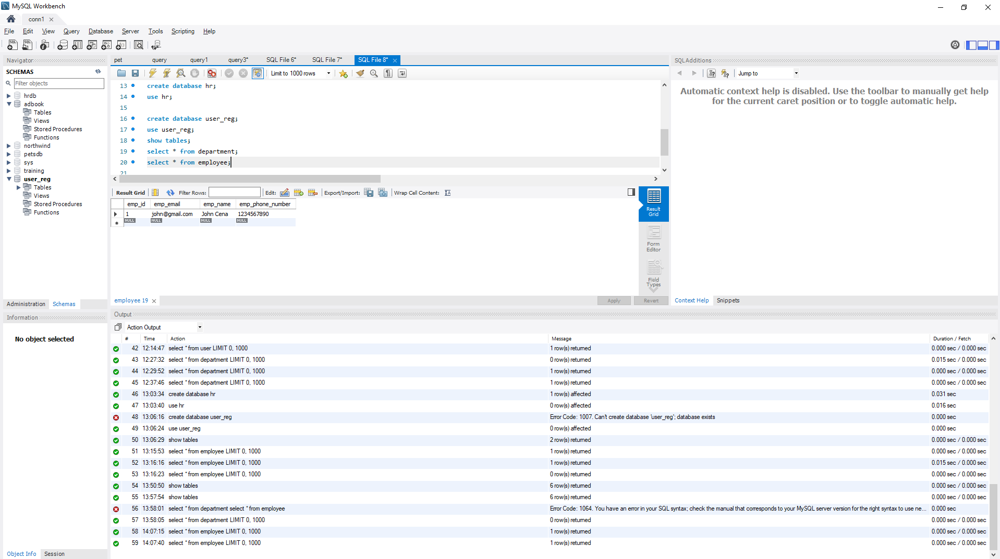 MySQL Workbench
conn1
File Edit View Query Database Server Tools Scripting Help
Navigator
SCHEMAS
Filter objects
hrdb
adbook
Tables
Views
Stored Procedures
Functions
northwind
petsdb
sys
training
user_reg
Tables
Views
Stored Procedures
Functions
Administration Schemas
Information
No object selected
Object Info Session
pet query query1 query3* SQL File 6* SQL File 7* SQL File 8*
Limit to 1000 rows
13 create database hr;
14 use hr;
15
16 create database user_reg;
17 use user_reg;
18 show tables;
19 select * from department;
20 select * from employee;
21
Result Grid Filter Rows: Edit: Export/Import: Wrap Cell Content:
emp_id emp_email emp_name emp_phone_number
1 john@gmail.com John Cena 1234567890
NULL NULL NULL NULL
Result
Grid
Form
Editor
Field
Types
employee 19
Apply Revert
SQLAdditions
Jump to
Automatic context help is disabled. Use the toolbar to manually get help
for the current caret position or to toggle automatic help.
Context Help Snippets
Output
Action Output
# Time Action Message Duration / Fetch
42 12:14:47 select * from user LIMIT 0, 1000 1 row(s) returned 0.000 sec / 0.000 sec
43 12:27:32 select * from department LIMIT 0, 1000 0 row(s) returned 0.015 sec / 0.000 sec
44 12:29:52 select * from department LIMIT 0, 1000 1 row(s) returned 0.000 sec / 0.000 sec
45 12:37:46 select * from department LIMIT 0, 1000 1 row(s) returned 0.000 sec / 0.000 sec
46 13:03:34 create database hr 1 row(s) affected 0.031 sec
47 13:03:40 use hr 0 row(s) affected 0.016 sec
48 13:06:16 create database user_reg Error Code: 1007. Can't create database 'user_reg'; database exists 0.000 sec
49 13:06:24 use user_reg 0 row(s) affected 0.000 sec
50 13:06:29 show tables 2 row(s) returned 0.000 sec / 0.000 sec
51 13:15:53 select * from employee LIMIT 0, 1000 1 row(s) returned 0.000 sec / 0.000 sec
52 13:16:16 select * from employee LIMIT 0, 1000 1 row(s) returned 0.015 sec / 0.000 sec
53 13:16:23 select * from employee LIMIT 0, 1000 0 row(s) returned 0.000 sec / 0.000 sec
54 13:50:50 show tables 6 row(s) returned 0.000 sec / 0.000 sec
55 13:57:54 show tables 6 row(s) returned 0.000 sec / 0.000 sec
56 13:58:01 select * from department select * from employee Error Code: 1064. You have an error in your SQL syntax; check the manual that corresponds to your MySQL server version for the right syntax to use ne... 0.000 sec
57 13:58:05 select * from department LIMIT 0, 1000 0 row(s) returned 0.000 sec / 0.000 sec
58 14:07:15 select * from employee LIMIT 0, 1000 1 row(s) returned 0.000 sec / 0.000 sec
59 14:07:40 select * from employee LIMIT 0, 1000 1 row(s) returned 0.000 sec / 0.000 sec